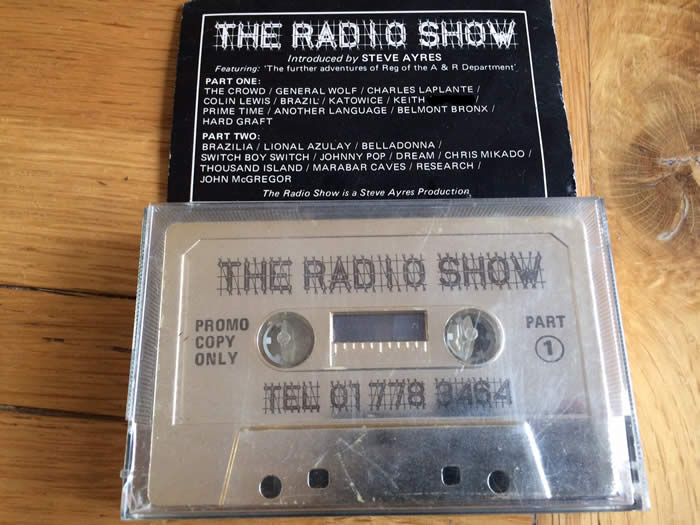 THE RADIO SHOW
Introduced by STEVE AYRES
Featuring: 'The further adventures of Reg of the A & R Department'
PART ONE:
THE CROWD / GENERAL WOLF / CHARLES LAPLANTE /
COLIN LEWIS / BRAZIL / KATOWICE / KEITH /
PRIME TIME / ANOTHER LANGUAGE / BELMONT BRONX /
HARD GRAFT
PART TWO:
BRAZILIA / LIONAL AZULAY / BELLADONNA /
SWITCH BOY SWITCH / JOHNNY POP / DREAM / CHRIS MIKADO /
THOUSAND ISLAND / MARABAR CAVES / RESEARCH /
JOHN McGREGOR
The Radio Show is a Steve Ayres Production
THE RADIO SHOW
PROMO
COPY
ONLY
PART
1
TEL 01 778 9464